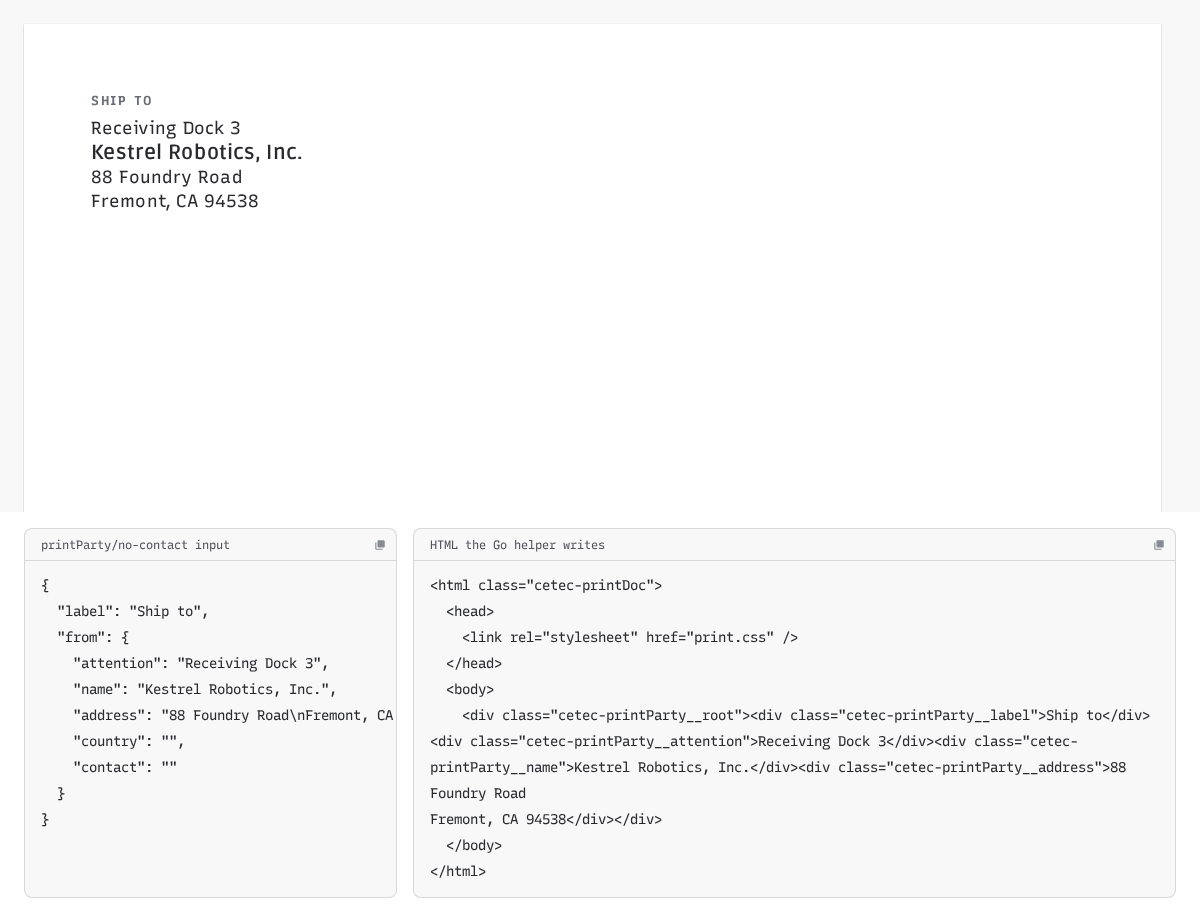 SHIP TO
Receiving Dock 3
Kestrel Robotics, Inc.
88 Foundry Road
Fremont, CA 94538
printParty/no-contact input
{
"label": "Ship to",
"from": {
"attention": "Receiving Dock 3",
"name": "Kestrel Robotics, Inc.",
"address": "88 Foundry Road\nFremont, CA
"country": "",
"contact": ""
}
}
HTML the Go helper writes
<html class="cetec-printDoc">
<head>
<link rel="stylesheet" href="print.css" />
</head>
<body>
<div class="cetec-printParty__root"><div class="cetec-printParty__label">Ship to</div>
<div class="cetec-printParty__attention">Receiving Dock 3</div><div class="cetec-
printParty__name">Kestrel Robotics, Inc.</div><div class="cetec-printParty__address">88
Foundry Road
Fremont, CA 94538</div></div>
</body>
</html>